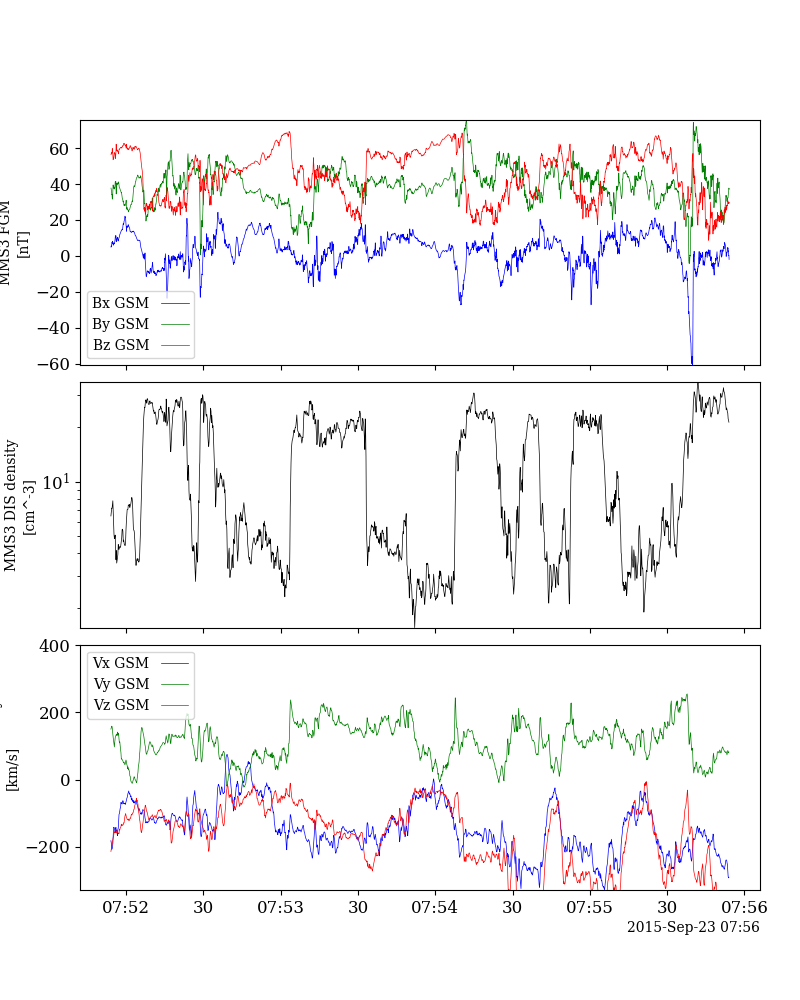 MMS3 FGM
[nT]
60
40
20
0
−20
−40
−60
Bx GSM
By GSM
Bz GSM
MMS3 DIS density
[cm^-3]
10^1
400
200
0
−200
Vx GSM
Vy GSM
Vz GSM
[km/s]
07:52
30
07:53
30
07:54
30
07:55
30
07:56
2015-Sep-23 07:56